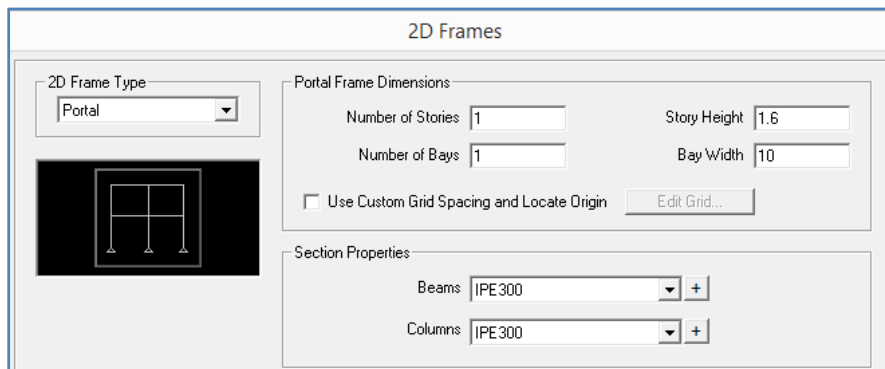 2D Frames
2D Frame Type
Portal
Portal Frame Dimensions
Number of Stories 1
Story Height 1.6
Number of Bays 1
Bay Width 10
Use Custom Grid Spacing and Locate Origin
Edit Grid...
Section Properties
Beams IPE300 +
Columns IPE300 +